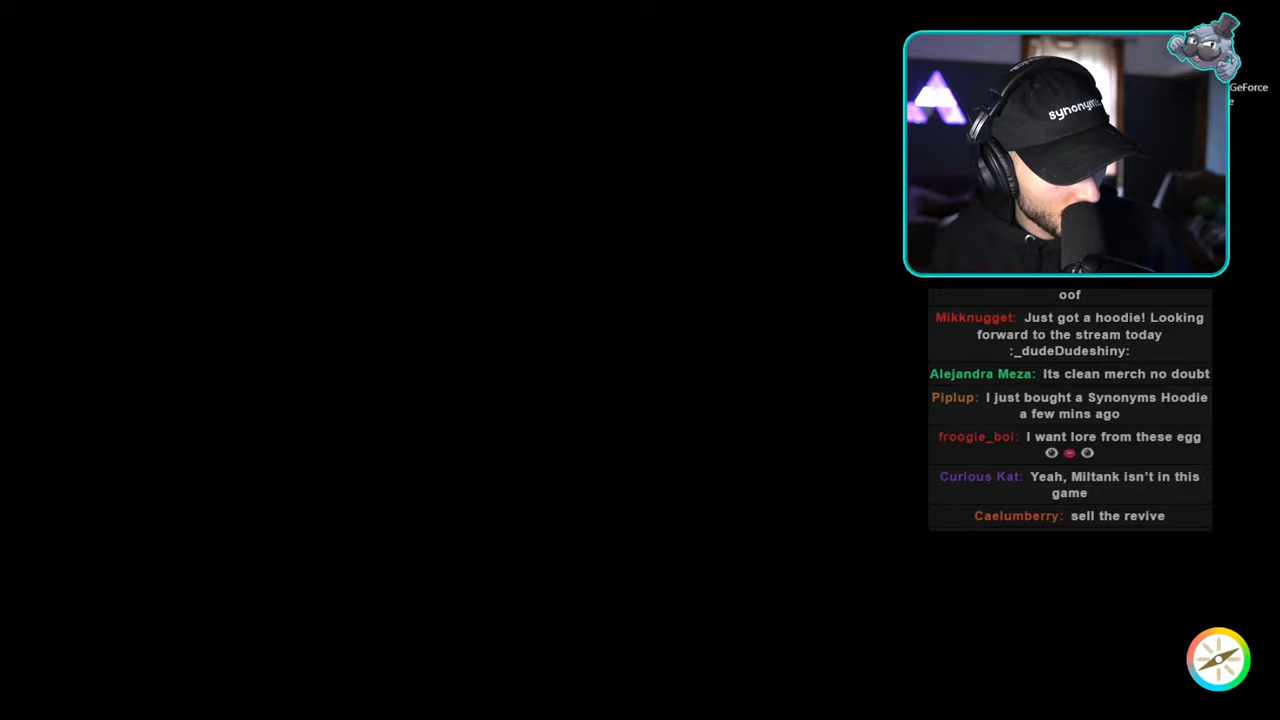 synonyms
GeForce
e
oof
Mikknugget: Just got a hoodie! Looking
forward to the stream today
:_dudeDudeshiny:
Alejandra Meza: Its clean merch no doubt
Piplup: I just bought a Synonyms Hoodie
a few mins ago
froogie_boi: I want lore from these egg
👁️👄👁️
Curious Kat: Yeah, Miltank isn’t in this
game
Caelumberry: sell the revive